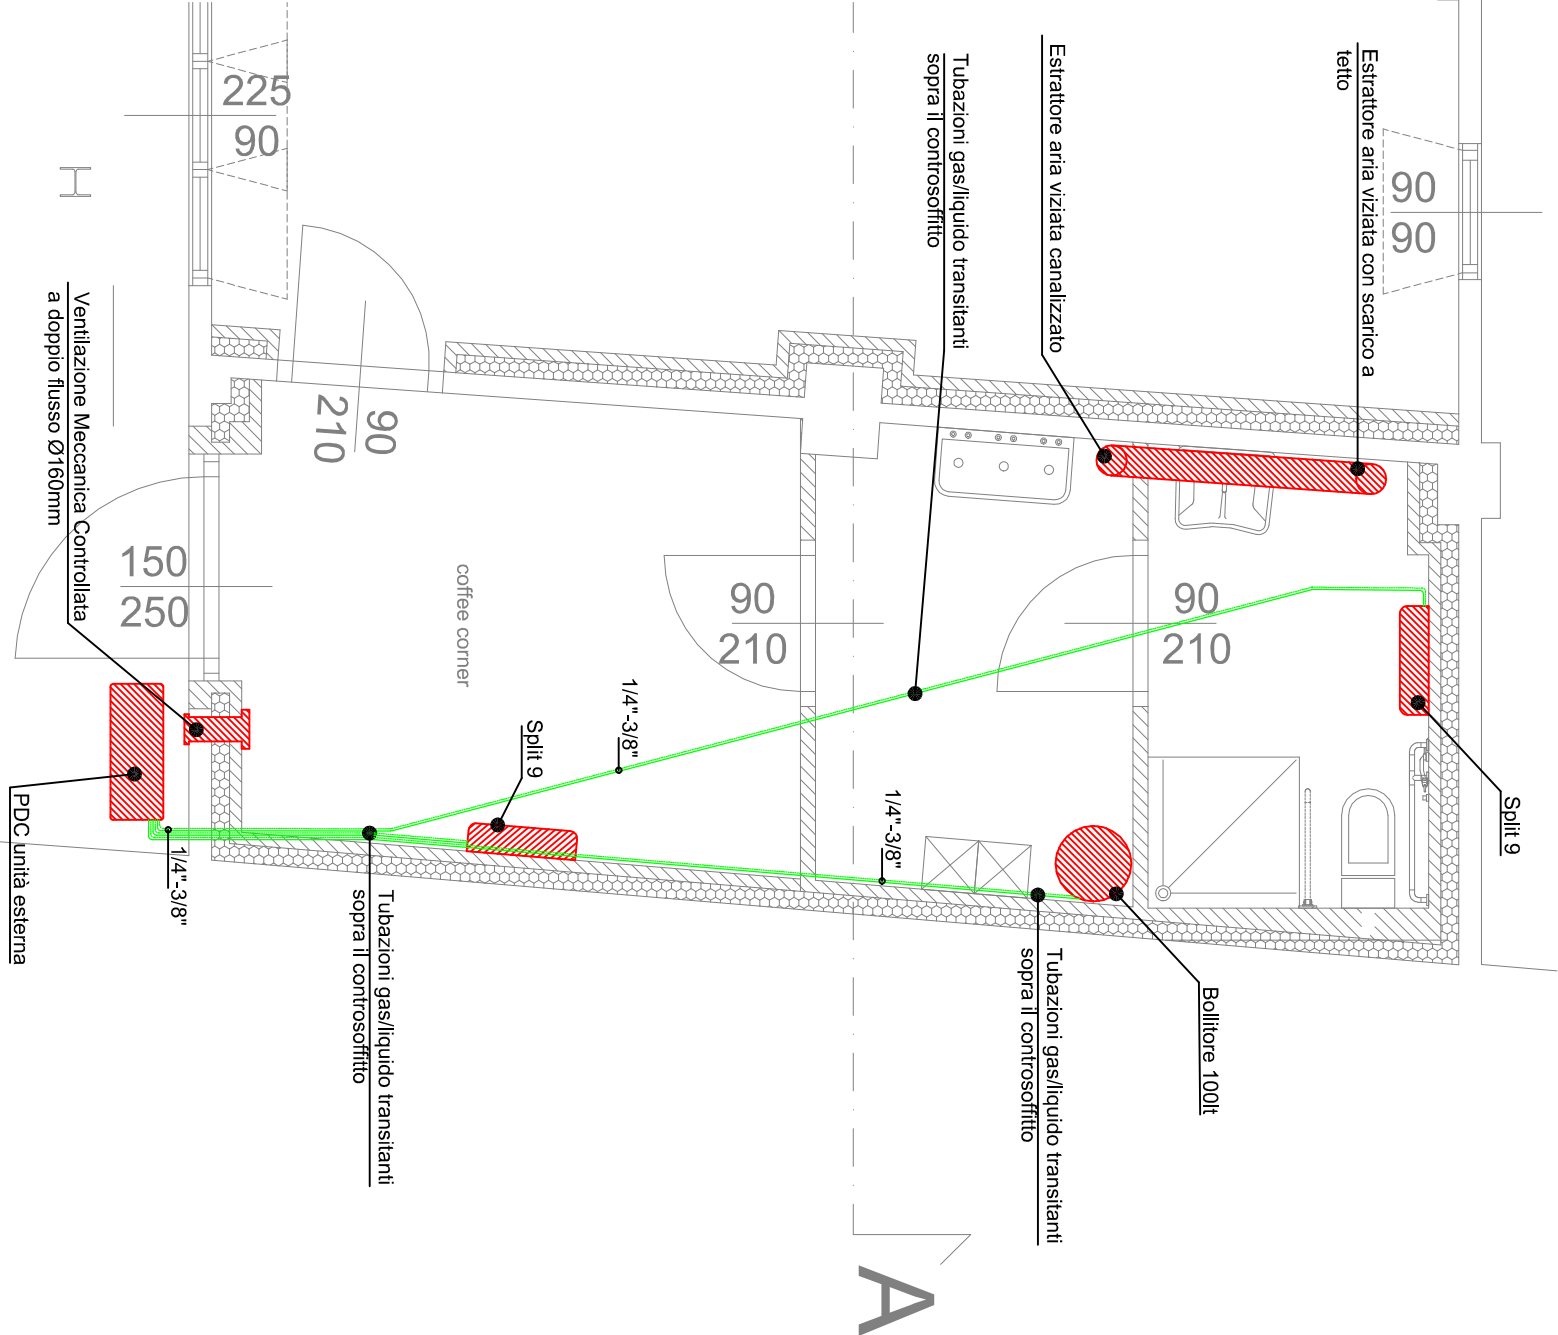 Estrattore aria viziata con scarico a
tetto
Estrattore aria viziata canalizzato
Tubazioni gas/liquido transitanti
sopra il controsoffitto
225
90
90
90
H
90
210
Ventilazione Meccanica Controllata
a doppio flusso Ø160mm
150
250
coffee corner
90
210
90
210
1/4"-3/8"
Split 9
1/4"-3/8"
Split 9
PDC unità esterna
1/4"-3/8"
Tubazioni gas/liquido transitanti
sopra il controsoffitto
Tubazioni gas/liquido transitanti
sopra il controsoffitto
Bollitore 100lt
A